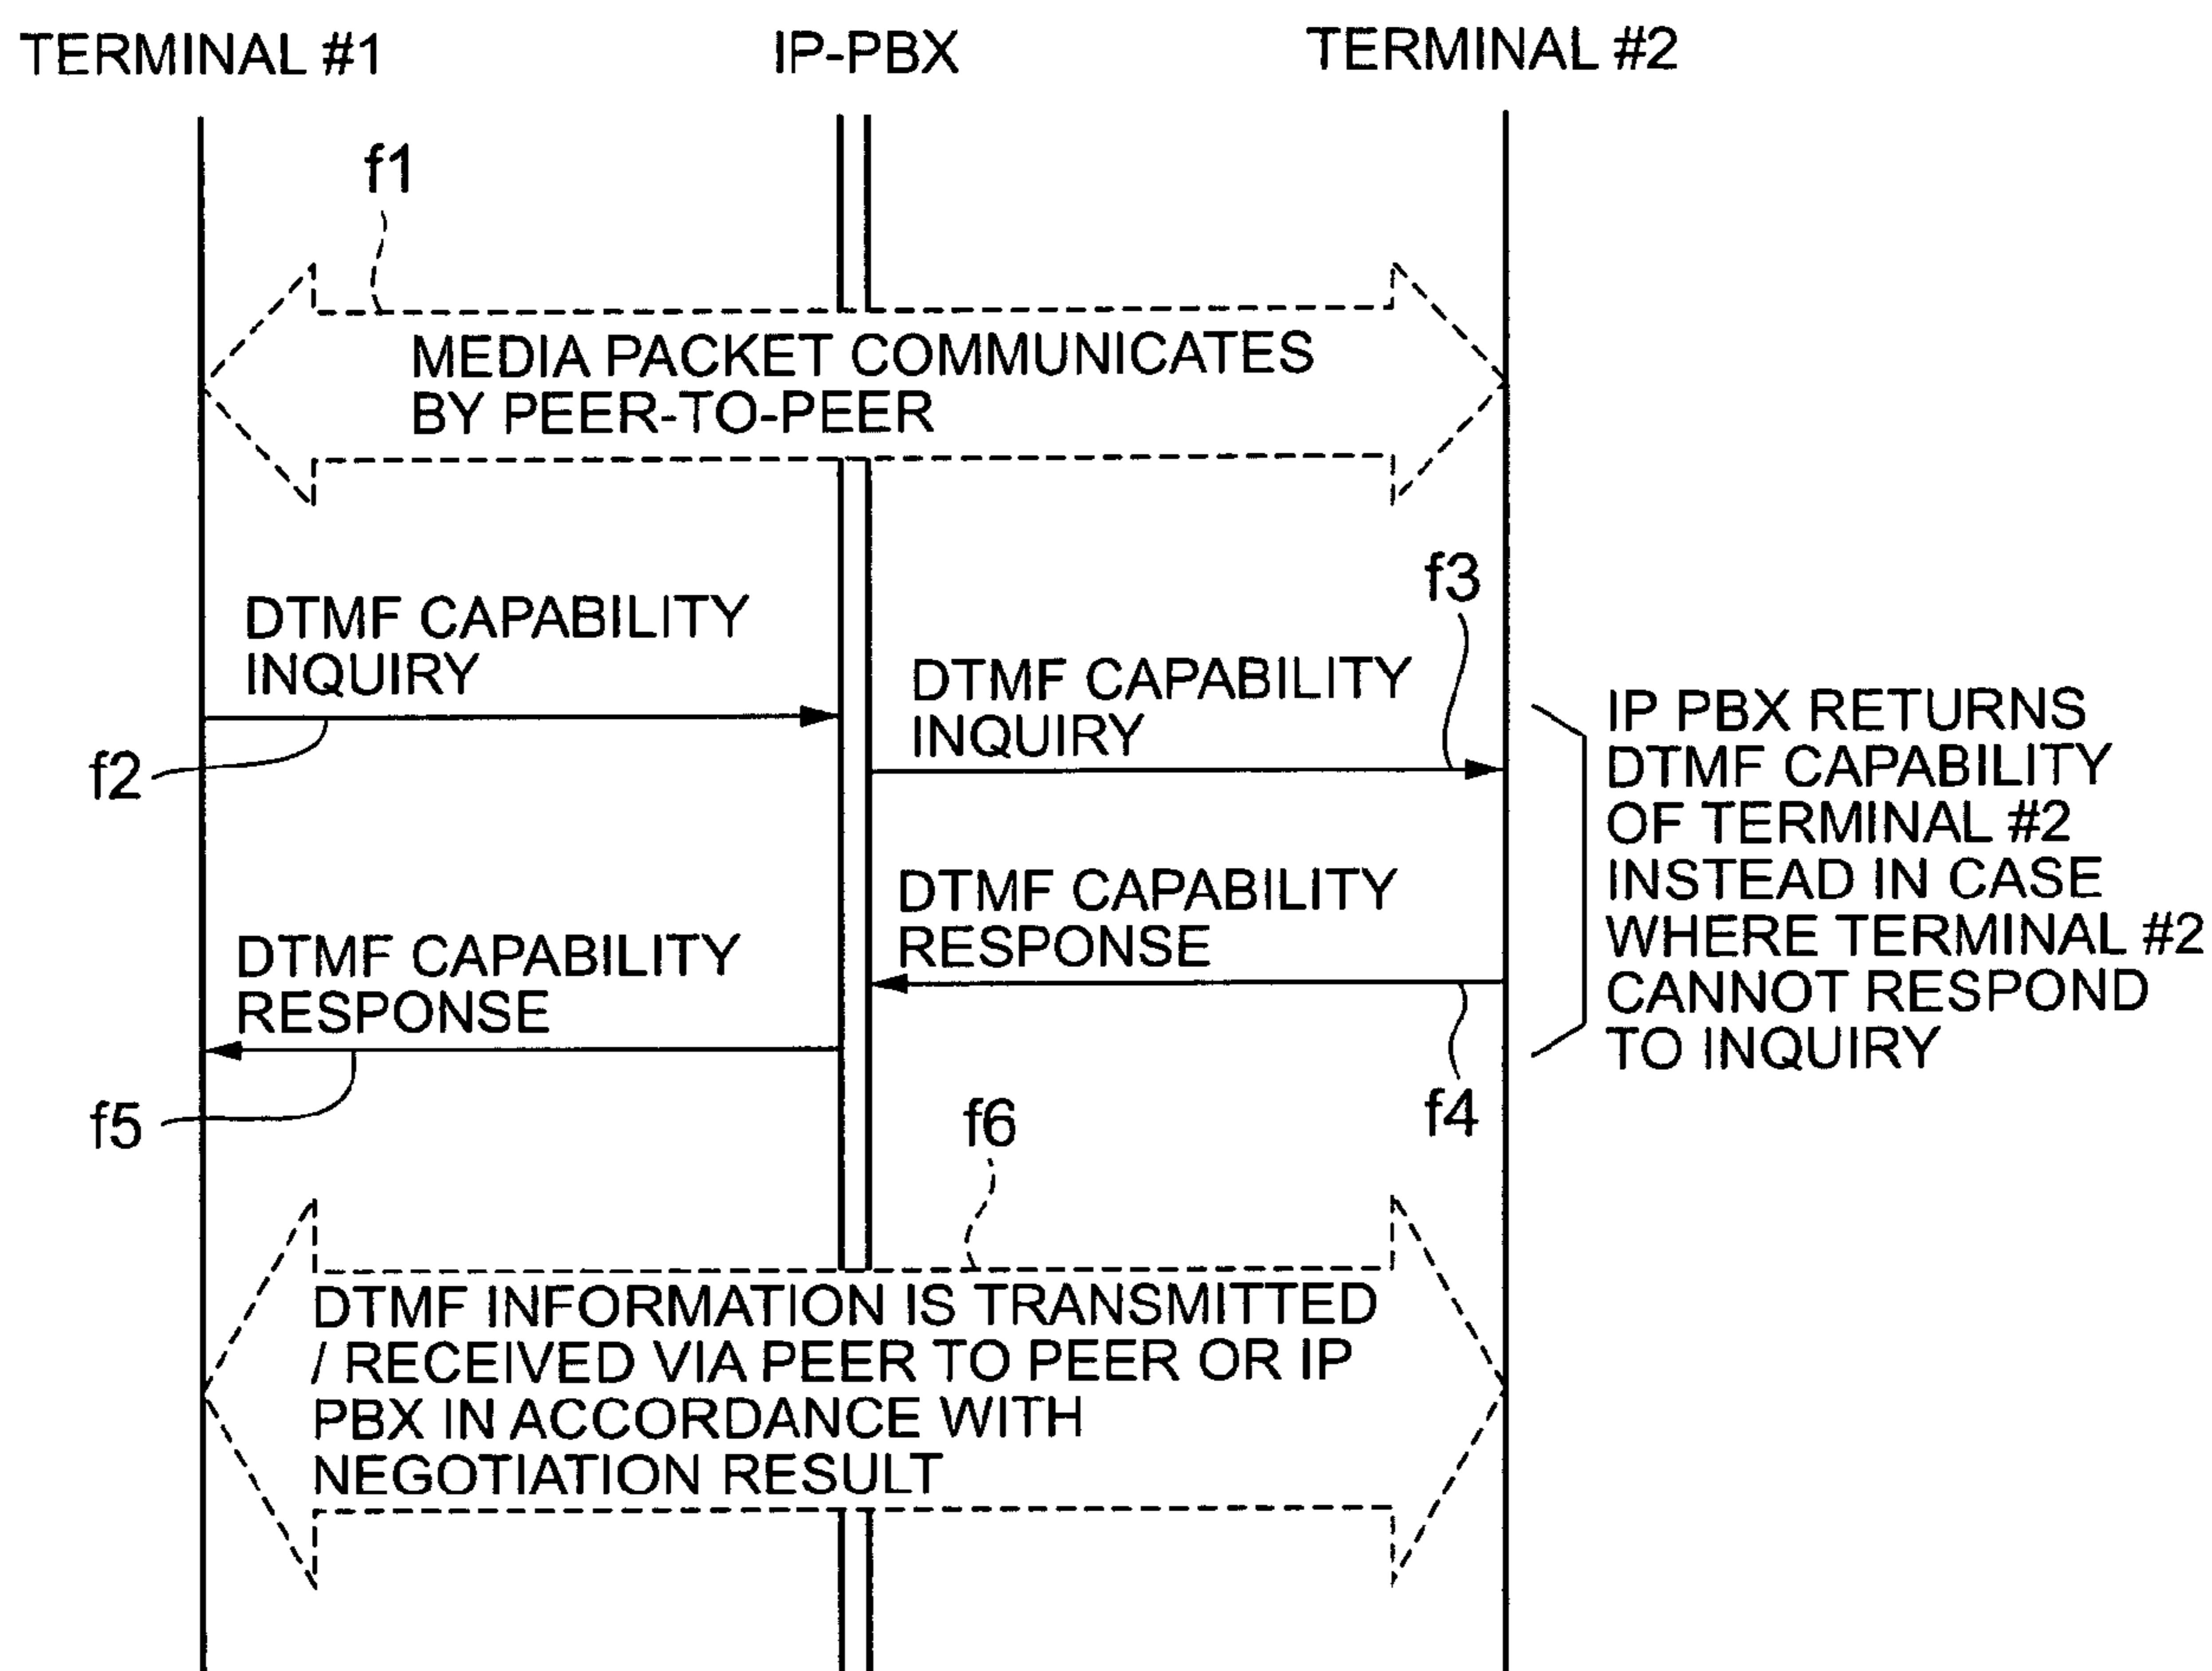 TERMINAL #1
IP-PBX
TERMINAL #2
f1
MEDIA PACKET COMMUNICATES
BY PEER-TO-PEER
f3
DTMF CAPABILITY
INQUIRY
f2
DTMF CAPABILITY
INQUIRY
IP PBX RETURNS
DTMF CAPABILITY
OF TERMINAL #2
INSTEAD IN CASE
WHERE TERMINAL #2
CANNOT RESPOND
TO INQUIRY
DTMF CAPABILITY
RESPONSE
f4
DTMF CAPABILITY
RESPONSE
f5
f6
DTMF INFORMATION IS TRANSMITTED
/ RECEIVED VIA PEER TO PEER OR IP
PBX IN ACCORDANCE WITH
NEGOTIATION RESULT